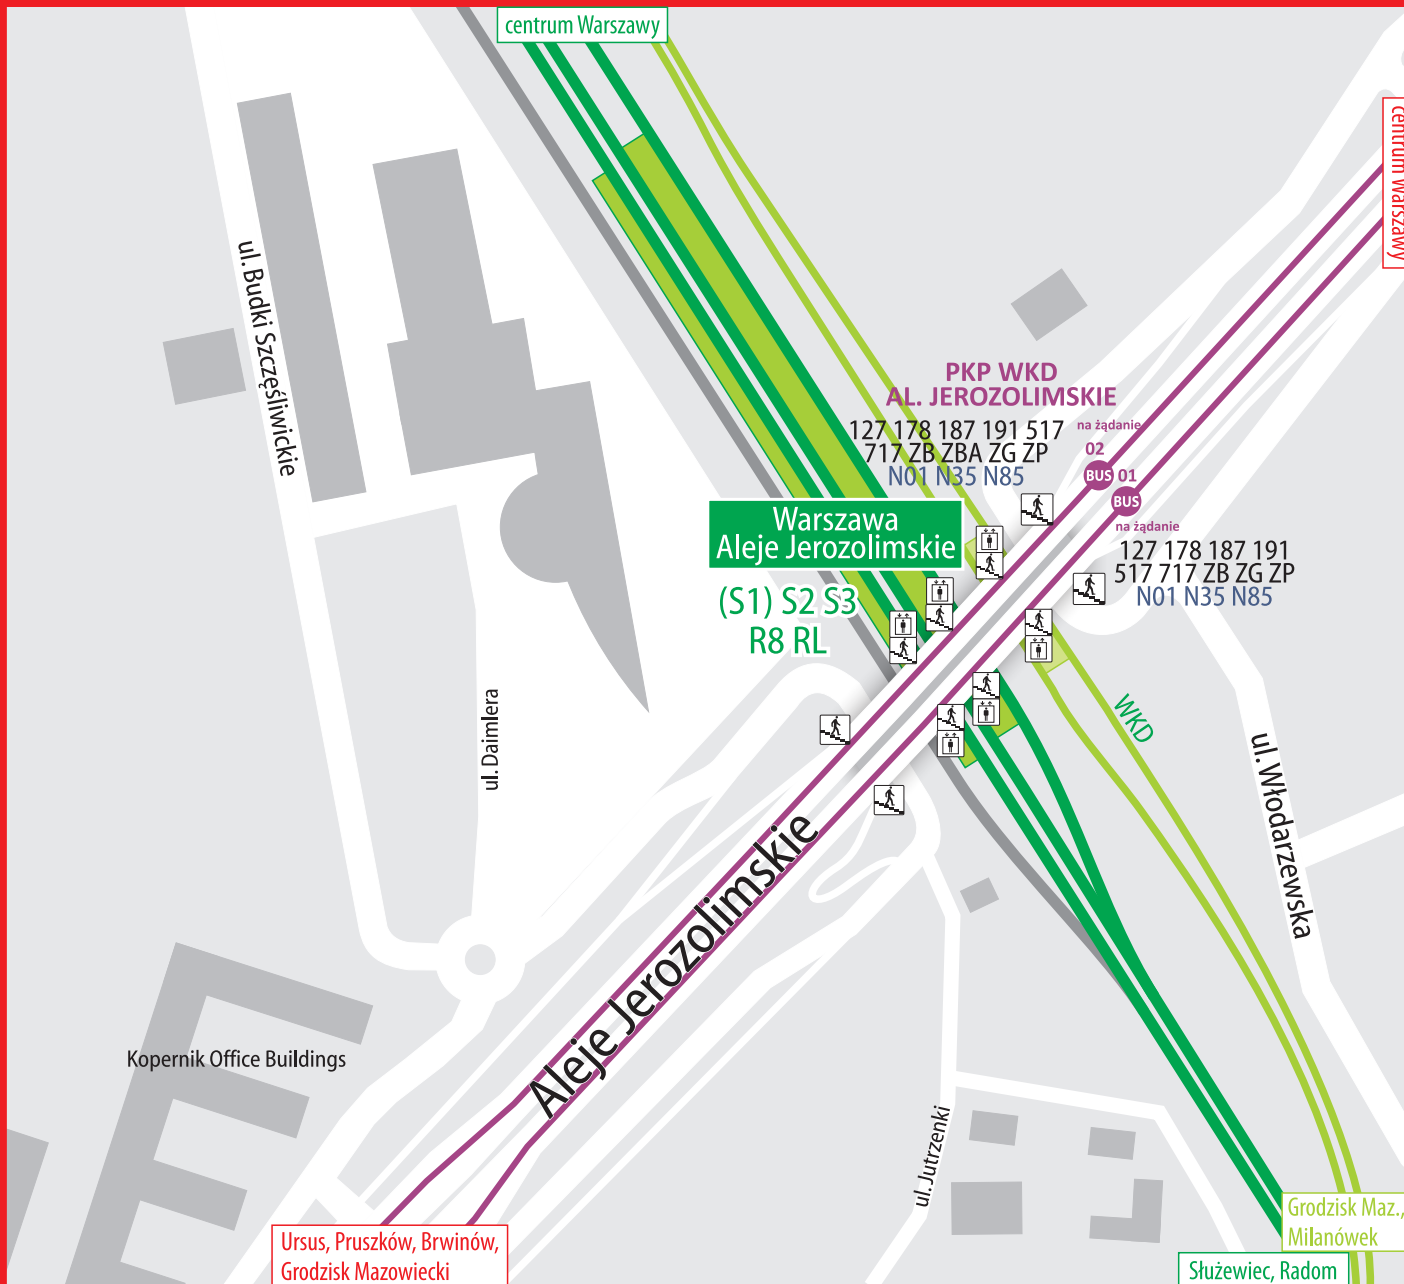 centrum Warszawy
centrum Warszawy
ul. Budki Szczęśliwickie
PKP WKD
AL. JEROZOLIMSKIE
127 178 187 191 517
717 ZB ZBA ZG ZP
N01 N35 N85
na żądanie
02
BUS
01
BUS
na żądanie
127 178 187 191
517 717 ZB ZG ZP
N01 N35 N85
Warszawa
Aleje Jerozolimskie
(S1) S2 S3
R8 RL
WKD
ul. Daimlera
ul. Włodarzewska
Aleje Jerozolimskie
Kopernik Office Buildings
ul. Jutrzenki
Ursus, Pruszków, Brwinów,
Grodzisk Mazowiecki
Grodzisk Maz.,
Milanówek
Służewiec, Radom